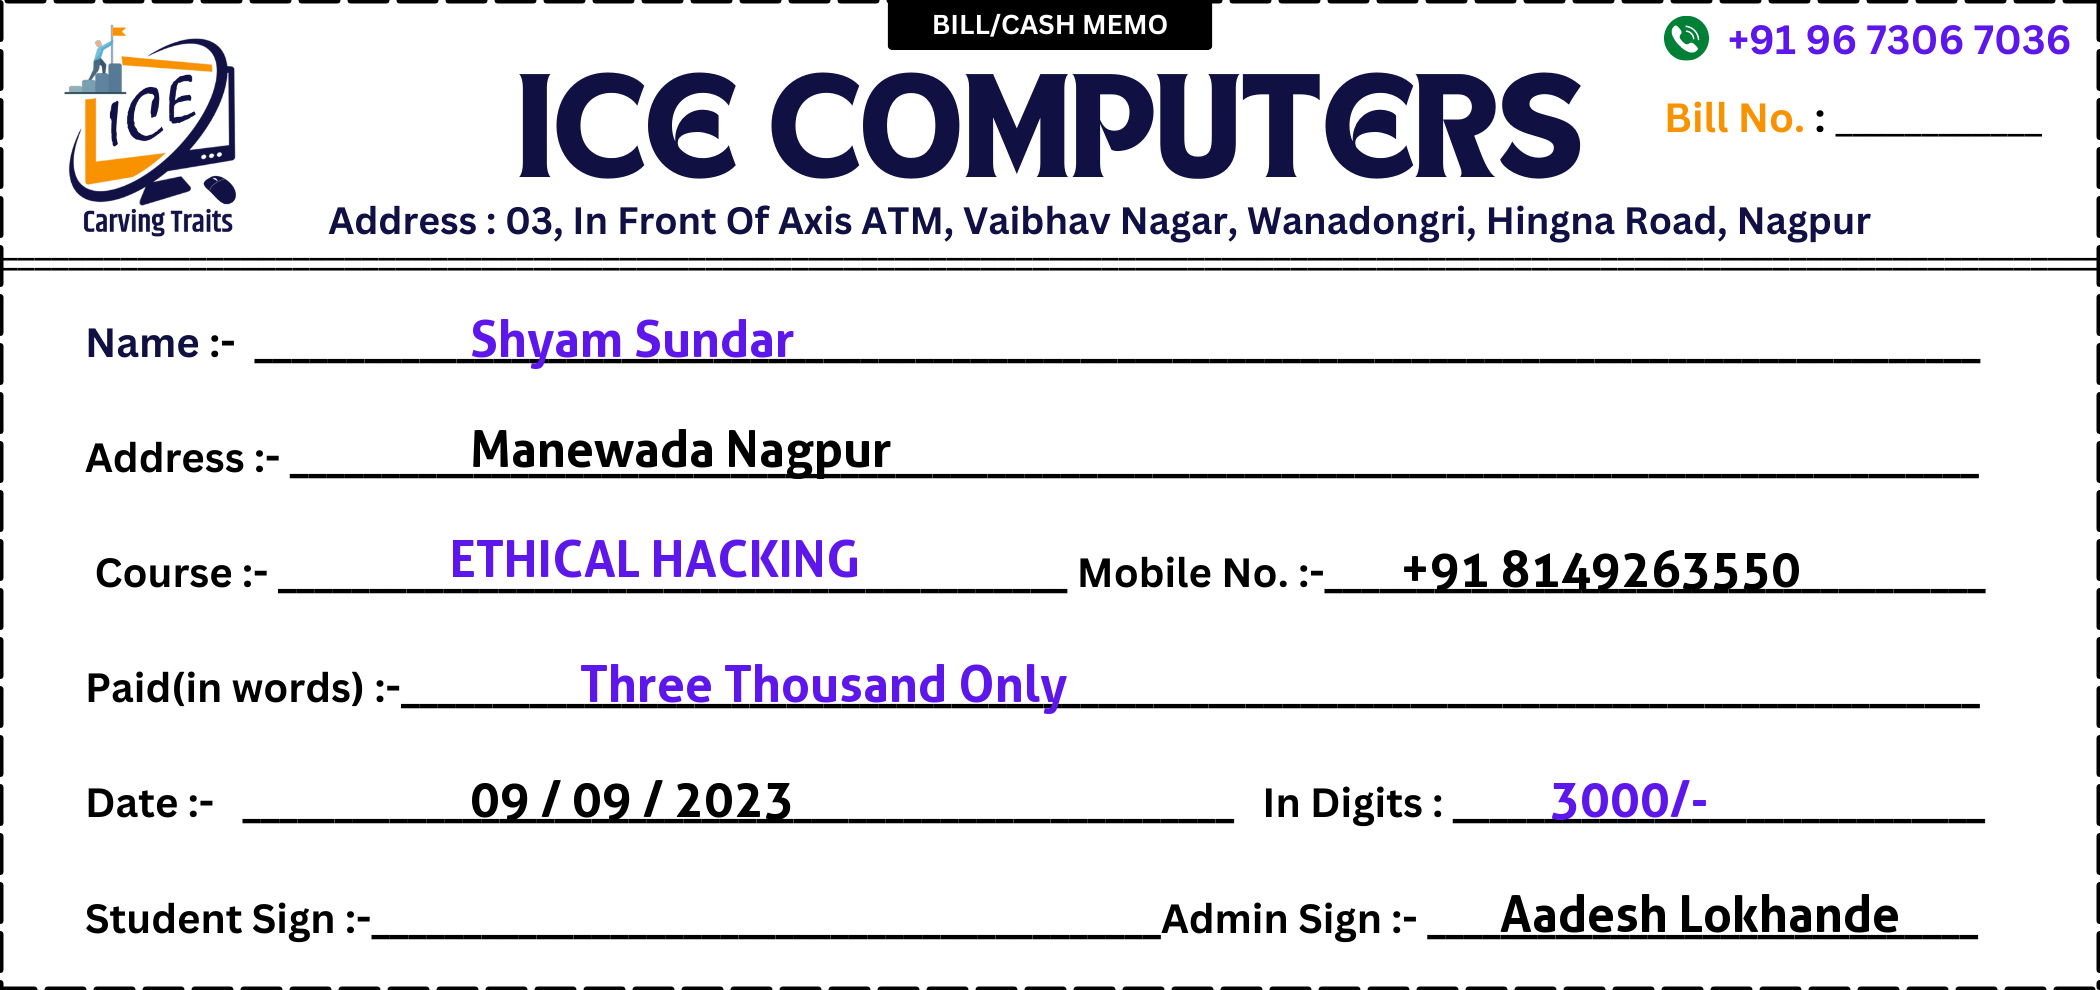 BILL/CASH MEMO
+91 96 7306 7036
ICE
Carving Traits
ICE COMPUTERS
Bill No. : __________
Address : 03, In Front Of Axis ATM, Vaibhav Nagar, Wanadongri, Hingna Road, Nagpur
Name :- Shyam Sundar
Address :- Manewada Nagpur
Course :- ETHICAL HACKING Mobile No. :- +91 8149263550
Paid(in words) :- Three Thousand Only
Date :- 09 / 09 / 2023 In Digits : 3000/-
Student Sign :- Admin Sign :- Aadesh Lokhande